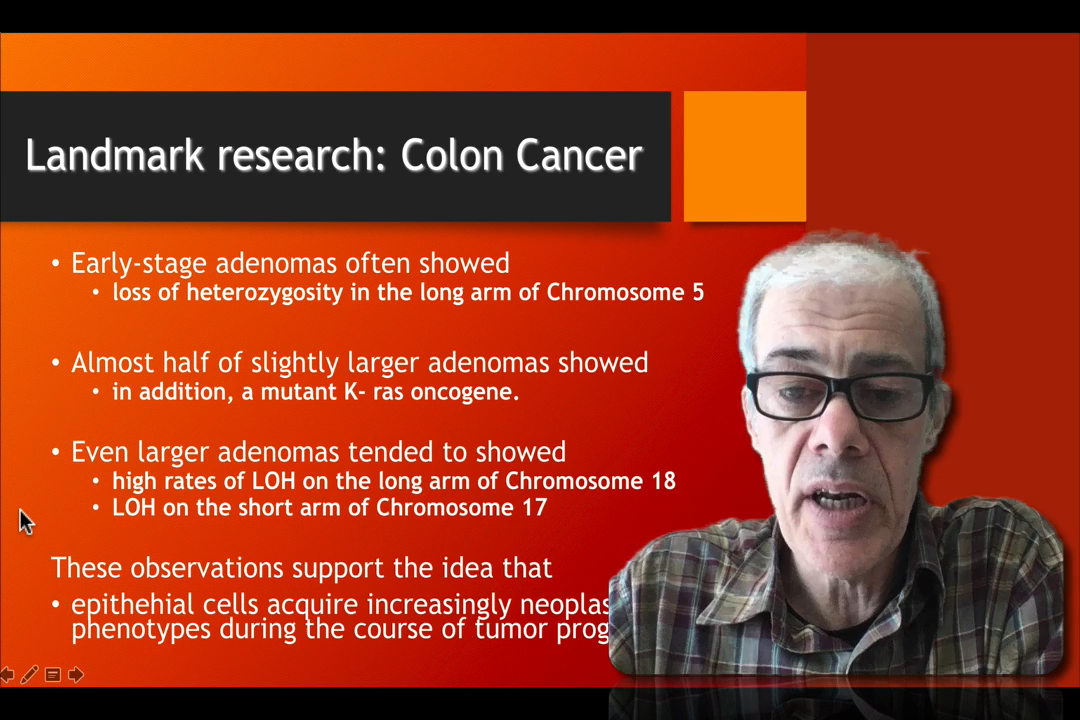 Landmark research: Colon Cancer
• Early-stage adenomas often showed
• loss of heterozygosity in the long arm of Chromosome 5
• Almost half of slightly larger adenomas showed
• in addition, a mutant K- ras oncogene.
• Even larger adenomas tended to showed
• high rates of LOH on the long arm of Chromosome 18
• LOH on the short arm of Chromosome 17
These observations support the idea that
• epithehial cells acquire increasingly
phenotypes during the course of tumor